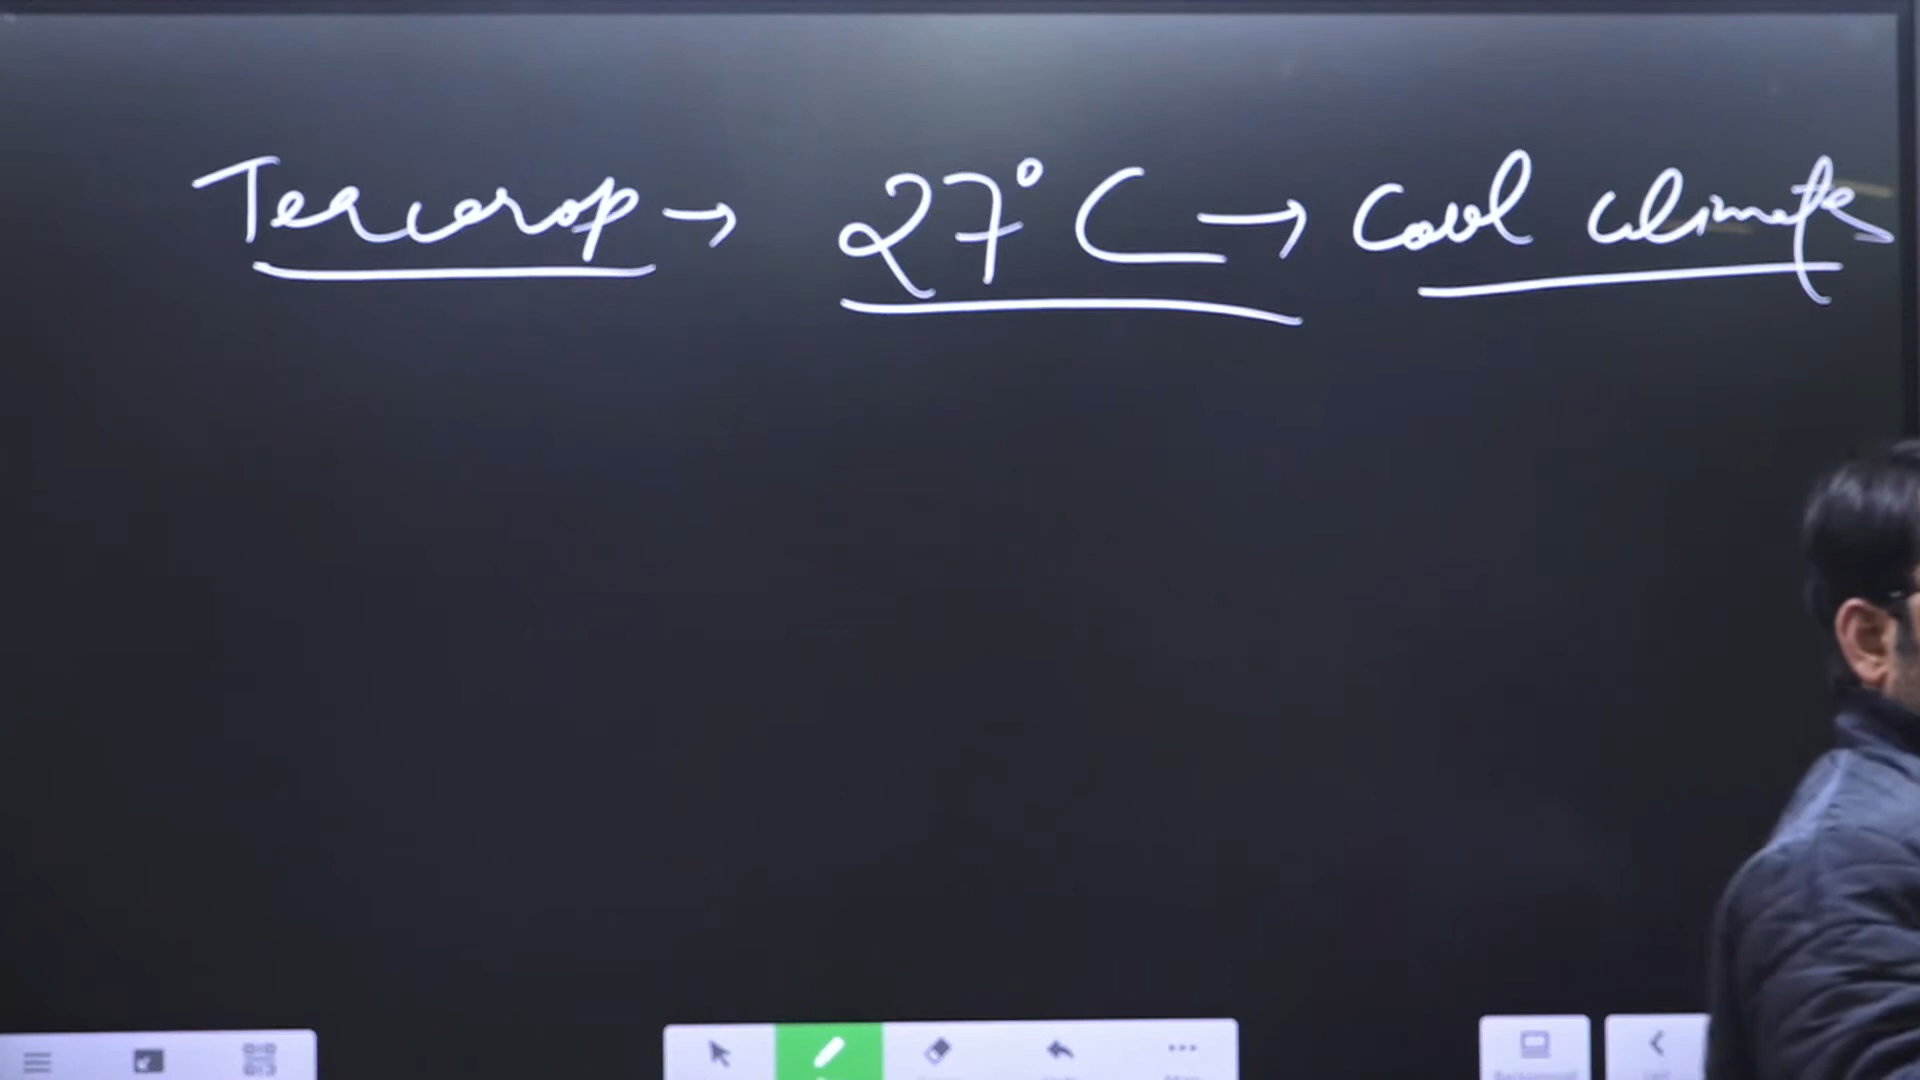 Tea crop → 27°C → Cool climate